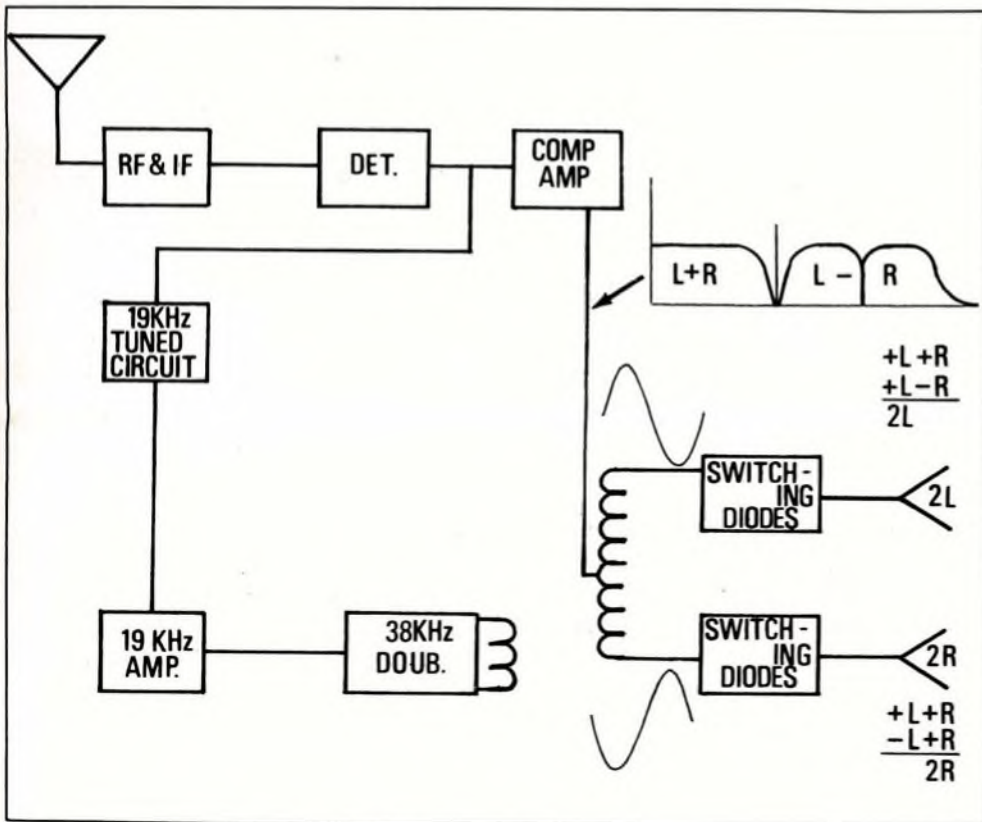 RF & IF
DET.
COMP
AMP
L+R
L –
R
19KHz
TUNED
CIRCUIT
+L+R
+L−R
2L
SWITCH-
ING
DIODES
2L
19 KHz
AMP.
38KHz
DOUB.
SWITCH-
ING
DIODES
2R
+L+R
−L+R
2R